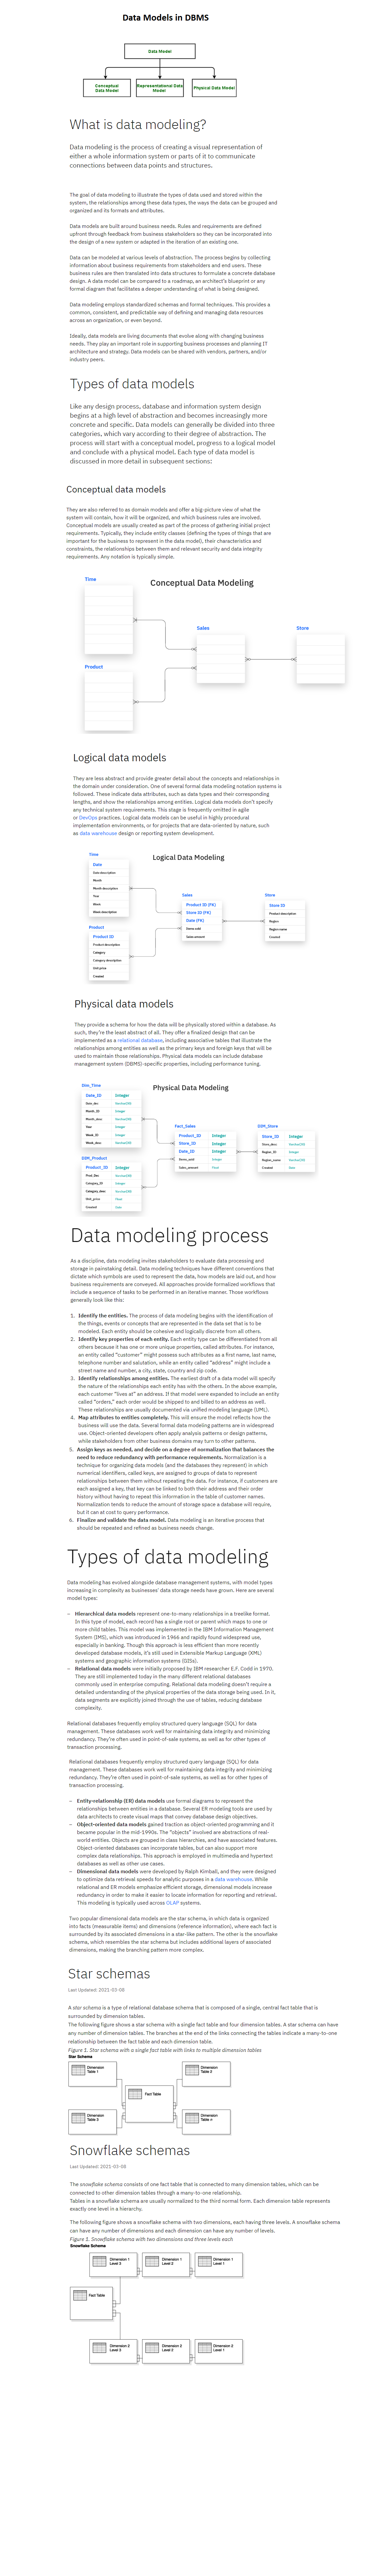 Data Models in DBMS
Data Model
Conceptual
Data Model
Representational Data
Model
Physical Data Model
What is data modeling?
Data modeling is the process of creating a visual representation of
either a whole information system or parts of it to communicate
connections between data points and structures.
The goal of data modeling to illustrate the types of data used and stored within the
system, the relationships among these data types, the ways the data can be grouped and
organized and its formats and attributes.
Data models are built around business needs. Rules and requirements are defined
upfront through feedback from business stakeholders so they can be incorporated into
the design of a new system or adapted in the iteration of an existing one.
Data can be modeled at various levels of abstraction. The process begins by collecting
information about business requirements from stakeholders and end users. These
business rules are then translated into data structures to formulate a concrete database
design. A data model can be compared to a roadmap, an architect's blueprint or any
formal diagram that facilitates a deeper understanding of what is being designed.
Data modeling employs standardized schemas and formal techniques. This provides a
common, consistent, and predictable way of defining and managing data resources
across an organization, or even beyond.
Ideally, data models are living documents that evolve along with changing business
needs. They play an important role in supporting business processes and planning IT
architecture and strategy. Data models can be shared with vendors, partners, and/or
industry peers.
Types of data models
Like any design process, database and information system design
begins at a high level of abstraction and becomes increasingly more
concrete and specific. Data models can generally be divided into three
categories, which vary according to their degree of abstraction. The
process will start with a conceptual model, progress to a logical model
and conclude with a physical model. Each type of data model is
discussed in more detail in subsequent sections:
Conceptual data models
They are also referred to as domain models and offer a big-picture view of what the
system will contain, how it will be organized, and which business rules are involved.
Conceptual models are usually created as part of the process of gathering initial project
requirements. Typically, they include entity classes (defining the types of things that are
important for the business to represent in the data model), their characteristics and
constraints, the relationships between them and relevant security and data integrity
requirements. Any notation is typically simple.
Time
Conceptual Data Modeling
Sales
Store
Product
Logical data models
They are less abstract and provide greater detail about the concepts and relationships in
the domain under consideration. One of several formal data modeling notation systems is
followed. These indicate data attributes, such as data types and their corresponding
lengths, and show the relationships among entities. Logical data models don't specify
any technical system requirements. This stage is frequently omitted in agile
or DevOps practices. Logical data models can be useful in highly procedural
implementation environments, or for projects that are data-oriented by nature, such
as data warehouse design or reporting system development.
Time
Logical Data Modeling
Date
Date description
Month
Month description
Year
Week
Week description
Sales
Product ID (FK)
Store ID (FK)
Date (FK)
Items sold
Sales amount
Store
Store ID
Product description
Region
Region name
Created
Product
Product ID
Product description
Category
Category description
Unit price
Created
Physical data models
They provide a schema for how the data will be physically stored within a database. As
such, they're the least abstract of all. They offer a finalized design that can be
implemented as a relational database, including associative tables that illustrate the
relationships among entities as well as the primary keys and foreign keys that will be
used to maintain those relationships. Physical data models can include database
management system (DBMS)-specific properties, including performance tuning.
Dim_Time
Physical Data Modeling
Date_ID Integer
Date_des Varchar(30)
Month_ID Integer
Month_desc Varchar(30)
Year Integer
Week_ID Integer
Week_desc Varchar(30)
Fact_Sales
Product_ID Integer
Store_ID Integer
Date_ID Integer
Items_sold Integer
Sales_amount Float
DIM_Store
Store_ID Integer
Store_desc Varchar(30)
Region_ID Integer
Region_name Varchar(30)
Created Date
DIM_Product
Product_ID Integer
Prod_Dec Varchar(30)
Category_ID Integer
Category_desc Varchar(30)
Unit_price Float
Created Date
Data modeling process
As a discipline, data modeling invites stakeholders to evaluate data processing and
storage in painstaking detail. Data modeling techniques have different conventions that
dictate which symbols are used to represent the data, how models are laid out, and how
business requirements are conveyed. All approaches provide formalized workflows that
include a sequence of tasks to be performed in an iterative manner. Those workflows
generally look like this:
1. Identify the entities. The process of data modeling begins with the identification of
the things, events or concepts that are represented in the data set that is to be
modeled. Each entity should be cohesive and logically discrete from all others.
2. Identify key properties of each entity. Each entity type can be differentiated from all
others because it has one or more unique properties, called attributes. For instance,
an entity called "customer" might possess such attributes as a first name, last name,
telephone number and salutation, while an entity called "address" might include a
street name and number, a city, state, country and zip code.
3. Identify relationships among entities. The earliest draft of a data model will specify
the nature of the relationships each entity has with the others. In the above example,
each customer "lives at" an address. If that model were expanded to include an entity
called "orders," each order would be shipped to and billed to an address as well.
These relationships are usually documented via unified modeling language (UML).
4. Map attributes to entities completely. This will ensure the model reflects how the
business will use the data. Several formal data modeling patterns are in widespread
use. Object-oriented developers often apply analysis patterns or design patterns,
while stakeholders from other business domains may turn to other patterns.
5. Assign keys as needed, and decide on a degree of normalization that balances the
need to reduce redundancy with performance requirements. Normalization is a
technique for organizing data models (and the databases they represent) in which
numerical identifiers, called keys, are assigned to groups of data to represent
relationships between them without repeating the data. For instance, if customers are
each assigned a key, that key can be linked to both their address and their order
history without having to repeat this information in the table of customer names.
Normalization tends to reduce the amount of storage space a database will require,
but it can at cost to query performance.
6. Finalize and validate the data model. Data modeling is an iterative process that
should be repeated and refined as business needs change.
Types of data modeling
Data modeling has evolved alongside database management systems, with model types
increasing in complexity as businesses' data storage needs have grown. Here are several
model types:
– Hierarchical data models represent one-to-many relationships in a treelike format.
In this type of model, each record has a single root or parent which maps to one or
more child tables. This model was implemented in the IBM Information Management
System (IMS), which was introduced in 1966 and rapidly found widespread use,
especially in banking. Though this approach is less efficient than more recently
developed database models, it's still used in Extensible Markup Language (XML)
systems and geographic information systems (GISs).
– Relational data models were initially proposed by IBM researcher E.F. Codd in 1970.
They are still implemented today in the many different relational databases
commonly used in enterprise computing. Relational data modeling doesn't require a
detailed understanding of the physical properties of the data storage being used. In it,
data segments are explicitly joined through the use of tables, reducing database
complexity.
Relational databases frequently employ structured query language (SQL) for data
management. These databases work well for maintaining data integrity and minimizing
redundancy. They're often used in point-of-sale systems, as well as for other types of
transaction processing.
Relational databases frequently employ structured query language (SQL) for data
management. These databases work well for maintaining data integrity and minimizing
redundancy. They're often used in point-of-sale systems, as well as for other types of
transaction processing.
– Entity-relationship (ER) data models use formal diagrams to represent the
relationships between entities in a database. Several ER modeling tools are used by
data architects to create visual maps that convey database design objectives.
– Object-oriented data models gained traction as object-oriented programming and it
became popular in the mid-1990s. The "objects" involved are abstractions of real-
world entities. Objects are grouped in class hierarchies, and have associated features.
Object-oriented databases can incorporate tables, but can also support more
complex data relationships. This approach is employed in multimedia and hypertext
databases as well as other use cases.
– Dimensional data models were developed by Ralph Kimball, and they were designed
to optimize data retrieval speeds for analytic purposes in a data warehouse. While
relational and ER models emphasize efficient storage, dimensional models increase
redundancy in order to make it easier to locate information for reporting and retrieval.
This modeling is typically used across OLAP systems.
Two popular dimensional data models are the star schema, in which data is organized
into facts (measurable items) and dimensions (reference information), where each fact is
surrounded by its associated dimensions in a star-like pattern. The other is the snowflake
schema, which resembles the star schema but includes additional layers of associated
dimensions, making the branching pattern more complex.
Star schemas
Last Updated: 2021-03-08
A star schema is a type of relational database schema that is composed of a single, central fact table that is
surrounded by dimension tables.
The following figure shows a star schema with a single fact table and four dimension tables. A star schema can have
any number of dimension tables. The branches at the end of the links connecting the tables indicate a many-to-one
relationship between the fact table and each dimension table.
Figure 1. Star schema with a single fact table with links to multiple dimension tables
Star Schema
Dimension
Table 1
Dimension
Table 2
Fact Table
Dimension
Table 3
Dimension
Table n
Snowflake schemas
Last Updated: 2021-03-08
The snowflake schema consists of one fact table that is connected to many dimension tables, which can be
connected to other dimension tables through a many-to-one relationship.
Tables in a snowflake schema are usually normalized to the third normal form. Each dimension table represents
exactly one level in a hierarchy.
The following figure shows a snowflake schema with two dimensions, each having three levels. A snowflake schema
can have any number of dimensions and each dimension can have any number of levels.
Figure 1. Snowflake schema with two dimensions and three levels each
Snowflake Schema
Dimension 1
Level 3
Dimension 1
Level 2
Dimension 1
Level 1
Fact Table
Dimension 2
Level 3
Dimension 2
Level 2
Dimension 2
Level 1